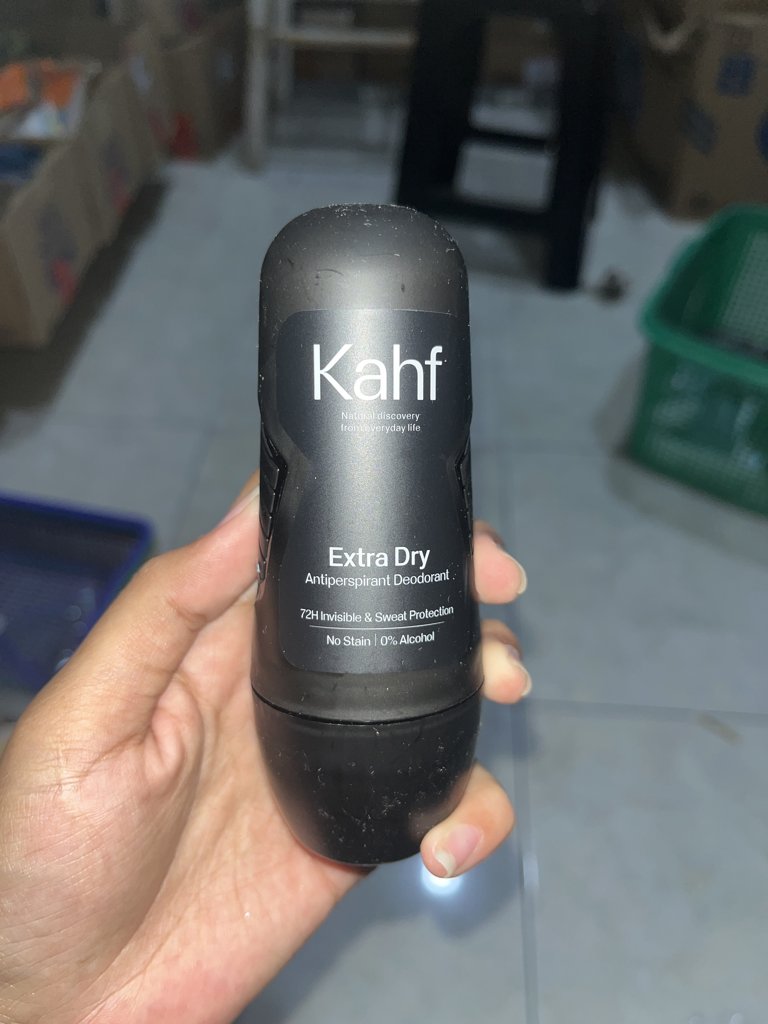 Kahf
Natural discovery
from everyday life
Extra Dry
Antiperspirant Deodorant
72H Invisible & Sweat Protection
No Stain | 0% Alcohol